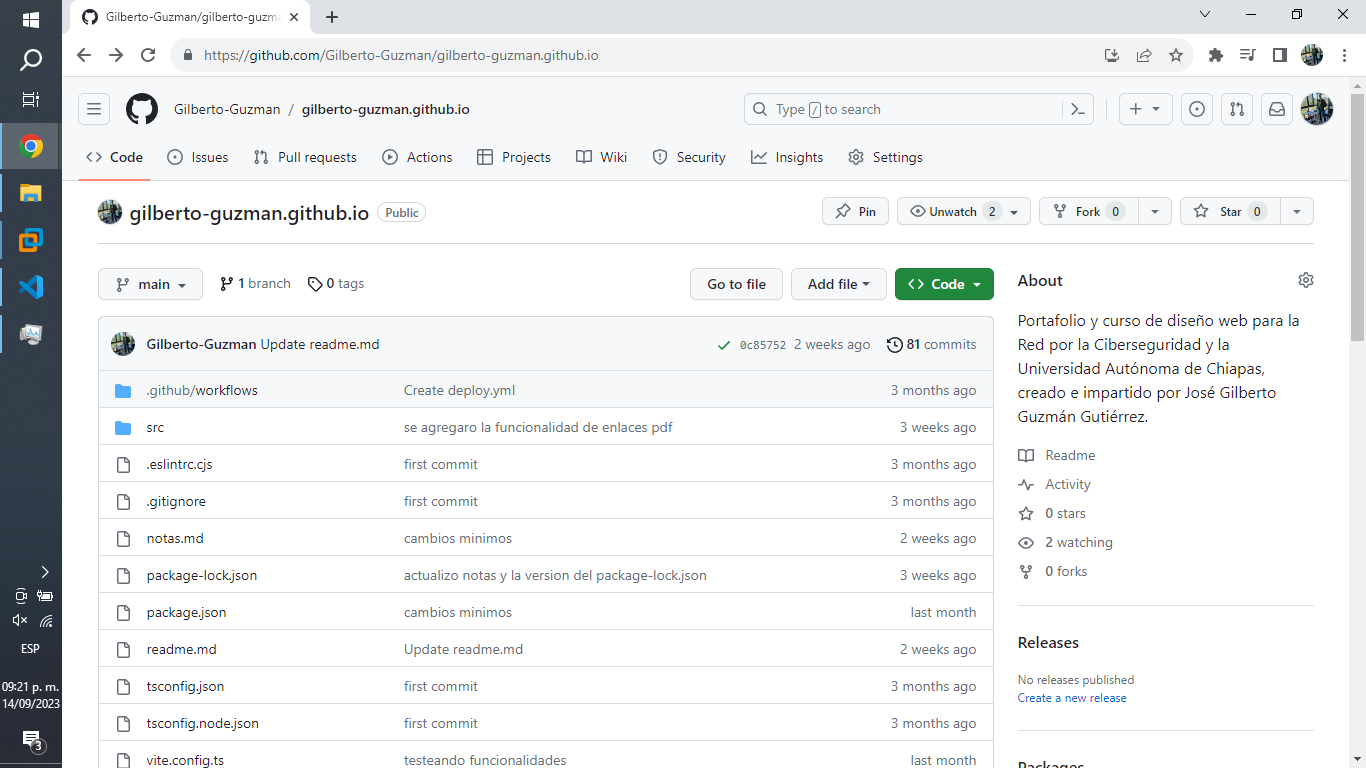 Gilberto-Guzman/gilberto-guzm
https://github.com/Gilberto-Guzman/gilberto-guzman.github.io
Gilberto-Guzman / gilberto-guzman.github.io
Type / to search
Code Issues Pull requests Actions Projects Wiki Security Insights Settings
gilberto-guzman.github.io Public
Pin Unwatch 2 Fork 0 Star 0
main 1 branch 0 tags Go to file Add file Code
Gilberto-Guzman Update readme.md 0c85752 2 weeks ago 81 commits
.github/workflows Create deploy.yml 3 months ago
src se agregaro la funcionalidad de enlaces pdf 3 weeks ago
.eslintrc.cjs first commit 3 months ago
.gitignore first commit 3 months ago
notas.md cambios minimos 2 weeks ago
package-lock.json actualizo notas y la version del package-lock.json 3 weeks ago
package.json cambios minimos last month
readme.md Update readme.md 2 weeks ago
tsconfig.json first commit 3 months ago
tsconfig.node.json first commit 3 months ago
vite.config.ts testeando funcionalidades last month
About
Portafolio y curso de diseño web para la
Red por la Ciberseguridad y la
Universidad Autónoma de Chiapas,
creado e impartido por José Gilberto
Guzmán Gutiérrez.
Readme
Activity
0 stars
2 watching
0 forks
Releases
No releases published
Create a new release
Packages
ESP
09:21 p. m.
14/09/2023
3